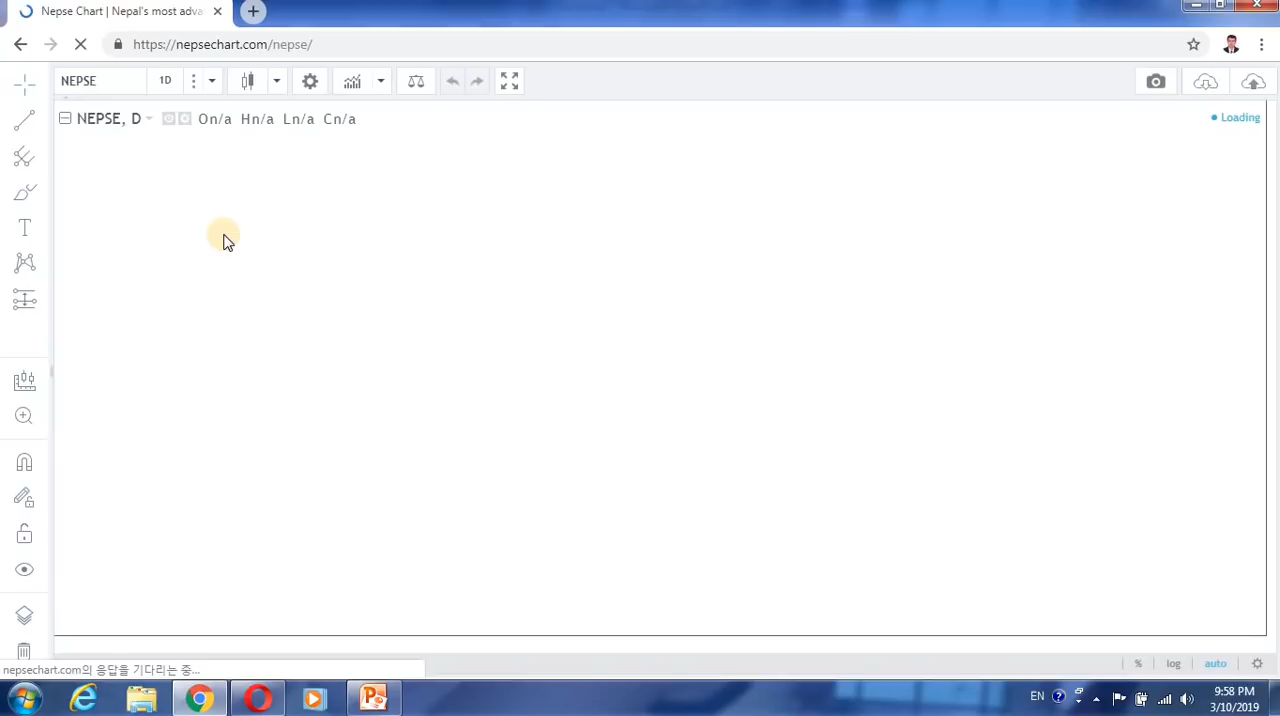 Nepse Chart | Nepal's most adva
https://nepsechart.com/nepse/
NEPSE 1D
NEPSE, D On/a Hn/a Ln/a Cn/a
Loading
T
% log auto
nepsechart.com의 응답을 기다리는 중...
EN 9:58 PM
3/10/2019